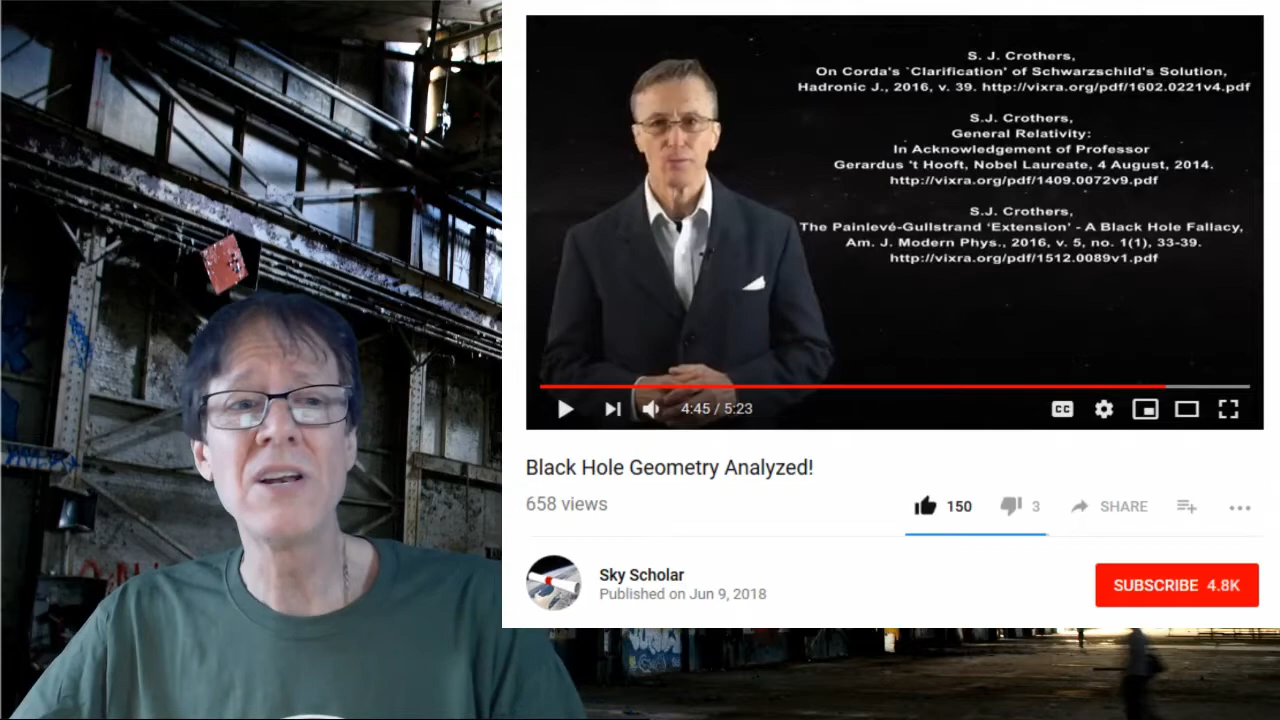 S. J. Crothers,
On Corda's `Clarification' of Schwarzschild's Solution,
Hadronic J., 2016, v. 39. http://vixra.org/pdf/1602.0221v4.pdf
S.J. Crothers,
General Relativity:
In Acknowledgement of Professor
Gerardus 't Hooft, Nobel Laureate, 4 August, 2014.
http://vixra.org/pdf/1409.0072v9.pdf
S.J. Crothers,
The Painlevé-Gullstrand ‘Extension’ - A Black Hole Fallacy,
Am. J. Modern Phys., 2016, v. 5, no. 1(1), 33-39.
http://vixra.org/pdf/1512.0089v1.pdf
4:45 / 5:23
CC
Black Hole Geometry Analyzed!
658 views
150
3
SHARE
Sky Scholar
Published on Jun 9, 2018
SUBSCRIBE 4.8K